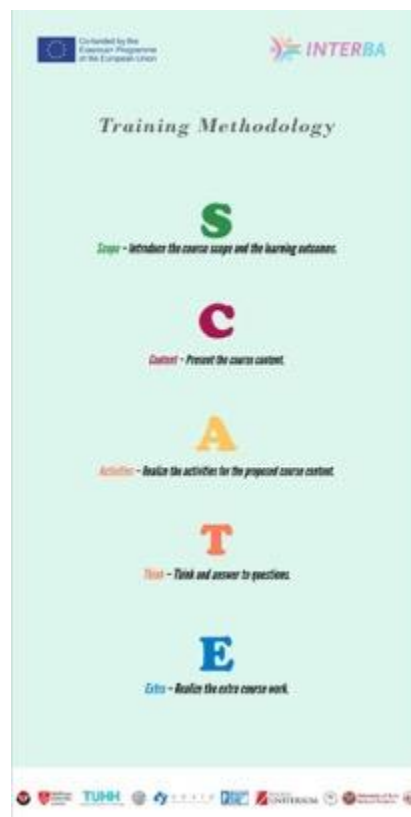 Co-funded by the
Erasmus+ Programme
of the European Union
INTERBA
Training Methodology
S
Scope – Introduce the course scope and the learning outcomes.
C
Content – Present the course content.
A
Activities – Realize the activities for the proposed course content.
T
Think – Think and answer to questions.
E
Extra – Realize the extra course work.
TUHH